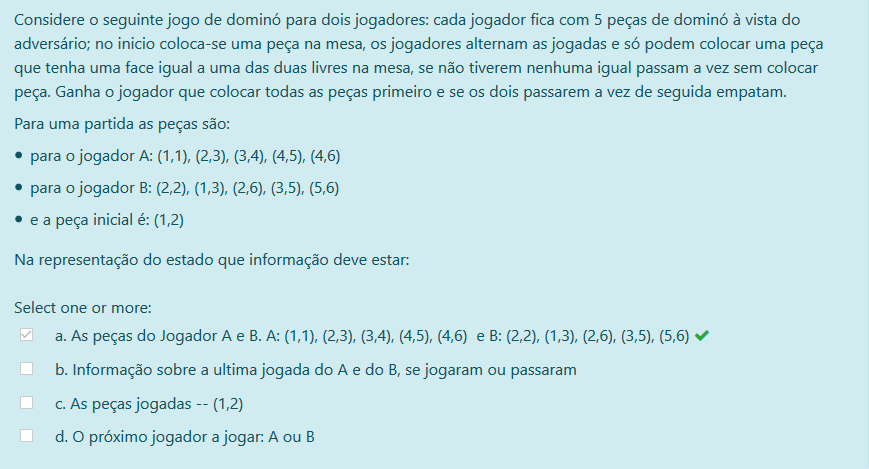 Considere o seguinte jogo de dominó para dois jogadores: cada jogador fica com 5 peças de dominó à vista do
adversário; no inicio coloca-se uma peça na mesa, os jogadores alternam as jogadas e só podem colocar uma peça
que tenha uma face igual a uma das duas livres na mesa, se não tiverem nenhuma igual passam a vez sem colocar
peça. Ganha o jogador que colocar todas as peças primeiro e se os dois passarem a vez de seguida empatam.
Para uma partida as peças são:
• para o jogador A: (1,1), (2,3), (3,4), (4,5), (4,6)
• para o jogador B: (2,2), (1,3), (2,6), (3,5), (5,6)
• e a peça inicial é: (1,2)
Na representação do estado que informação deve estar:
Select one or more:
a. As peças do Jogador A e B. A: (1,1), (2,3), (3,4), (4,5), (4,6) e B: (2,2), (1,3), (2,6), (3,5), (5,6)
b. Informação sobre a ultima jogada do A e do B, se jogaram ou passaram
c. As peças jogadas -- (1,2)
d. O próximo jogador a jogar: A ou B